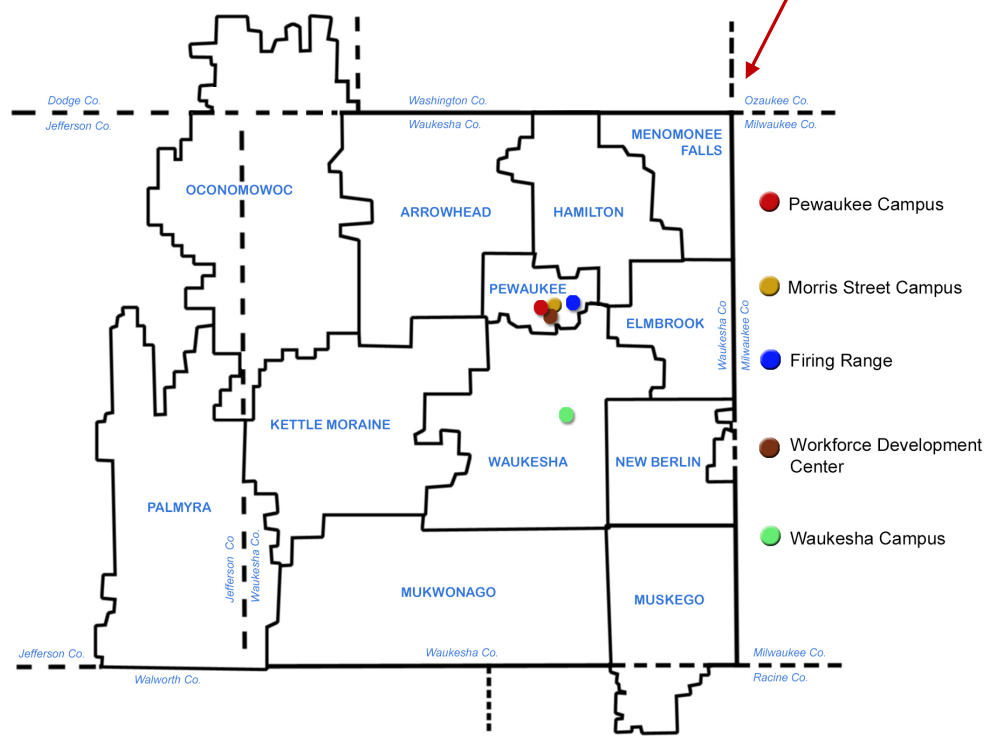 Dodge Co.
Washington Co.
Ozaukee Co.
Jefferson Co.
Waukesha Co.
Milwaukee Co.
MENOMONEE
FALLS
OCONOMOWOC
ARROWHEAD
HAMILTON
Pewaukee Campus
PEWAUKEE
Morris Street Campus
ELMBROOK
Waukesha Co
Milwaukee Co
Firing Range
KETTLE MORAINE
WAUKESHA
NEW BERLIN
Workforce Development
Center
PALMYRA
Jefferson Co
Waukesha Co.
Waukesha Campus
MUKWONAGO
MUSKEGO
Jefferson Co.
Waukesha Co.
Milwaukee Co.
Walworth Co.
Racine Co.